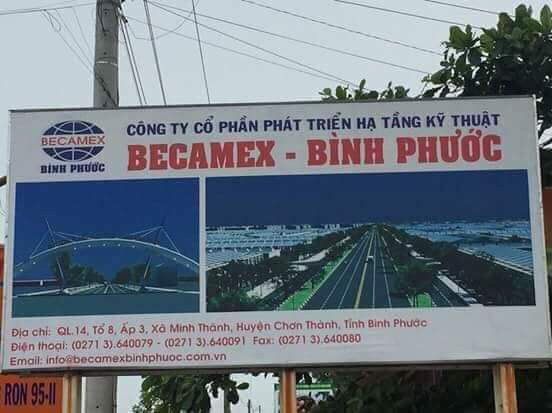 BECAMEX
BÌNH PHƯỚC
CÔNG TY CỔ PHẦN PHÁT TRIỂN HẠ TẦNG KỸ THUẬT
BECAMEX - BÌNH PHƯỚC
Địa chỉ: QL.14, Tổ 8, Ấp 3, Xã Minh Thành, Huyện Chơn Thành, Tỉnh Bình Phước
Điện thoại: (0271 3).640079 - (0271 3).640091 Fax: (0271 3).640080
Email: info@becamexbinhphuoc.com.vn
RON 95-II